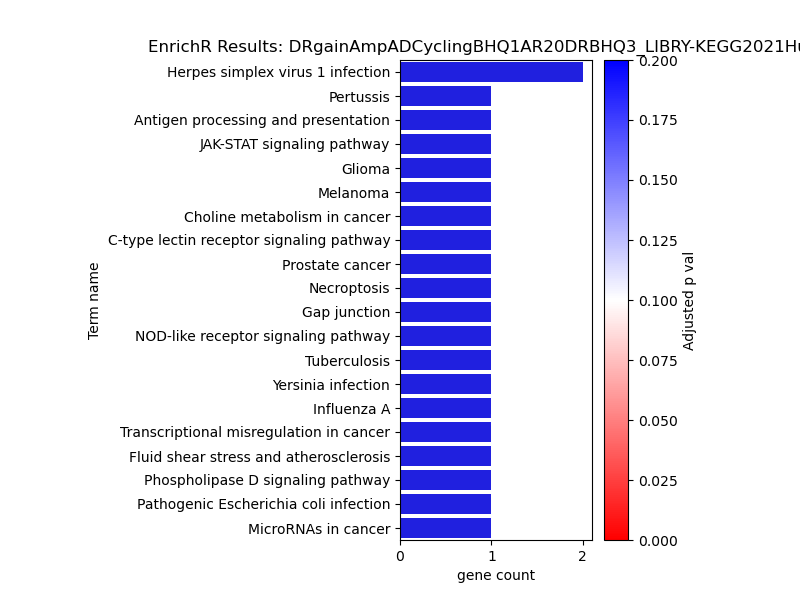 EnrichR Results: DRgainAmpADCyclingBHQ1AR20DRBHQ3_LIBRY-KEGG2021Hu
Term name
Herpes simplex virus 1 infection
Pertussis
Antigen processing and presentation
JAK-STAT signaling pathway
Glioma
Melanoma
Choline metabolism in cancer
C-type lectin receptor signaling pathway
Prostate cancer
Necroptosis
Gap junction
NOD-like receptor signaling pathway
Tuberculosis
Yersinia infection
Influenza A
Transcriptional misregulation in cancer
Fluid shear stress and atherosclerosis
Phospholipase D signaling pathway
Pathogenic Escherichia coli infection
MicroRNAs in cancer
0 1 2
gene count
0.200
0.175
0.150
0.125
0.100
0.075
0.050
0.025
0.000
Adjusted p val